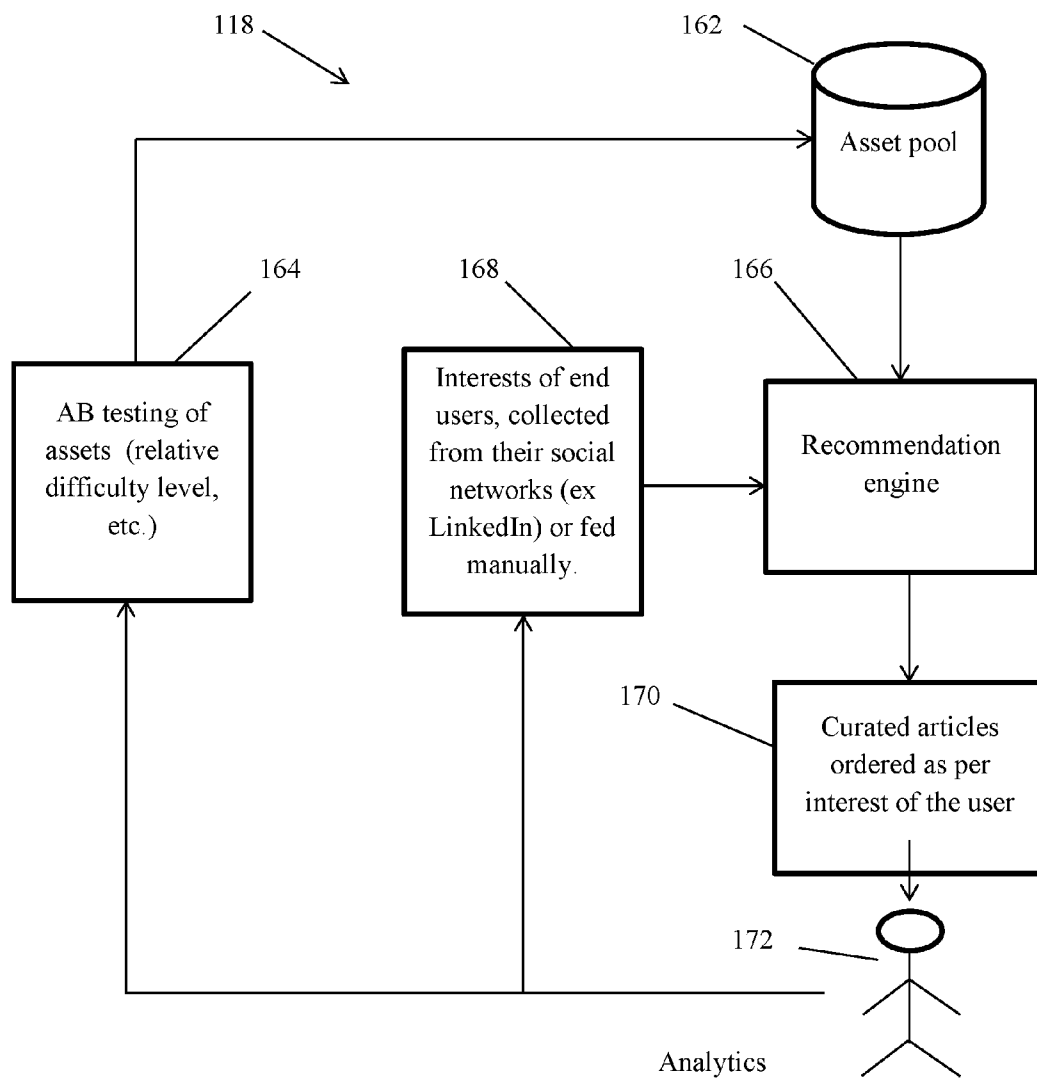 118
162
Asset pool
164
168
166
AB testing of
assets (relative
difficulty level,
etc.)
Interests of end
users, collected
from their social
networks (ex
LinkedIn) or fed
manually.
Recommendation
engine
170
Curated articles
ordered as per
interest of the user
172
Analytics